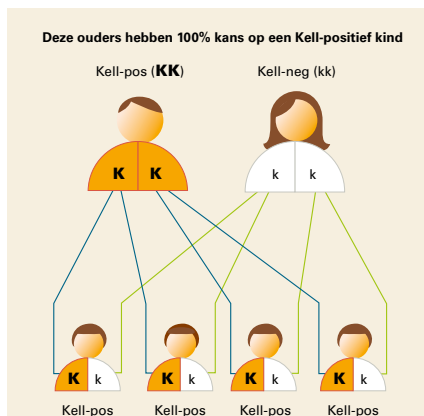 Deze ouders hebben 100% kans op een Kell-positief kind
Kell-pos (KK) Kell-neg (kk)
K K k k
K k K k K k K k
Kell-pos Kell-pos Kell-pos Kell-pos